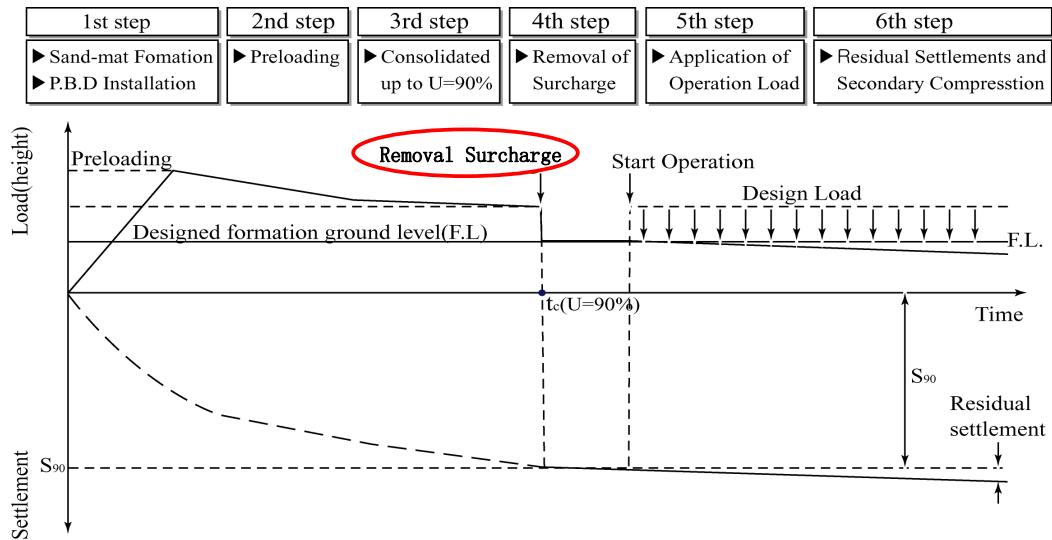 1st step
2nd step
3rd step
4th step
5th step
6th step
▶ Sand-mat Fomation
▶ P.B.D Installation
▶ Preloading
▶ Consolidated
up to U=90%
▶ Removal of
Surcharge
▶ Application of
Operation Load
▶ Residual Settlements and
Secondary Compresstion
Load(height)
Preloading
Removal Surcharge
Start Operation
Design Load
Designed formation ground level(F.L)
F.L.
tc(U=90%)
Time
S90
Residual
settlement
S90
Settlement